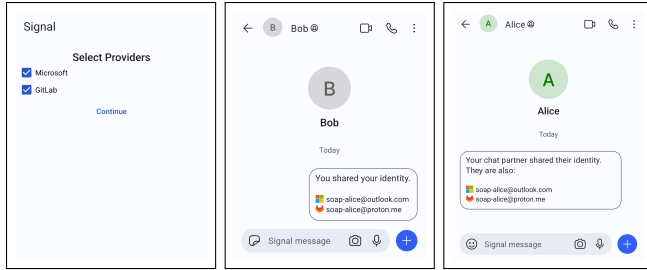 Signal
Select Providers
Microsoft
GitLab
Continue
B Bob
B
Bob
Today
You shared your identity.
soap-alice@outlook.com
soap-alice@proton.me
Signal message
A Alice
A
Alice
Today
Your chat partner shared their identity.
They are also:
soap-alice@outlook.com
soap-alice@proton.me
Signal message